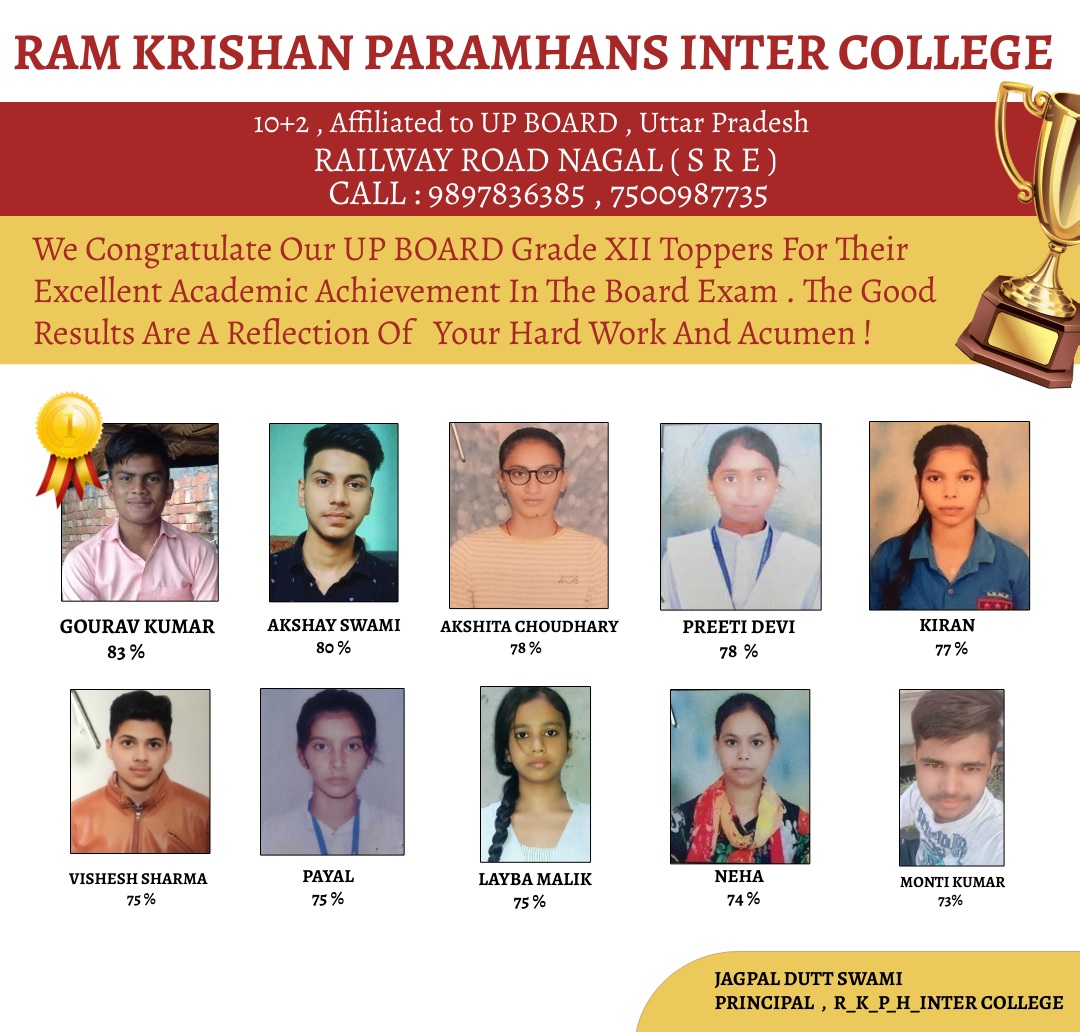 RAM KRISHAN PARAMHANS INTER COLLEGE
10+2 , Affiliated to UP BOARD , Uttar Pradesh
RAILWAY ROAD NAGAL ( S R E )
CALL : 9897836385 , 7500987735
We Congratulate Our UP BOARD Grade XII Toppers For Their
Excellent Academic Achievement In The Board Exam . The Good
Results Are A Reflection Of Your Hard Work And Acumen !
1
GOURAV KUMAR
83 %
AKSHAY SWAMI
80 %
AKSHITA CHOUDHARY
78 %
PREETI DEVI
78 %
KIRAN
77 %
VISHESH SHARMA
75 %
PAYAL
75 %
LAYBA MALIK
75 %
NEHA
74 %
MONTI KUMAR
73%
JAGPAL DUTT SWAMI
PRINCIPAL , R_K_P_H_INTER COLLEGE